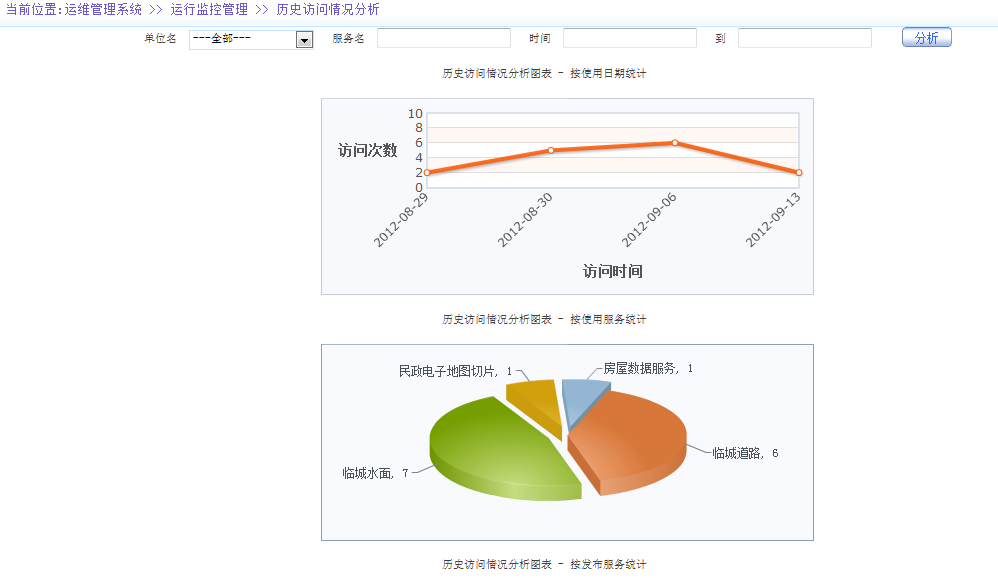 当前位置:运维管理系统 >> 运行监控管理 >> 历史访问情况分析
单位名 ---全部--- 服务名 时间 到 分析
历史访问情况分析图表 - 按使用日期统计
10
8
6
4
2
0
访问次数
2012-08-29 2012-08-30 2012-09-06 2012-09-13
访问时间
历史访问情况分析图表 - 按使用服务统计
民政电子地图切片, 1
房屋数据服务, 1
临城道路, 6
临城水面, 7
历史访问情况分析图表 - 按发布服务统计